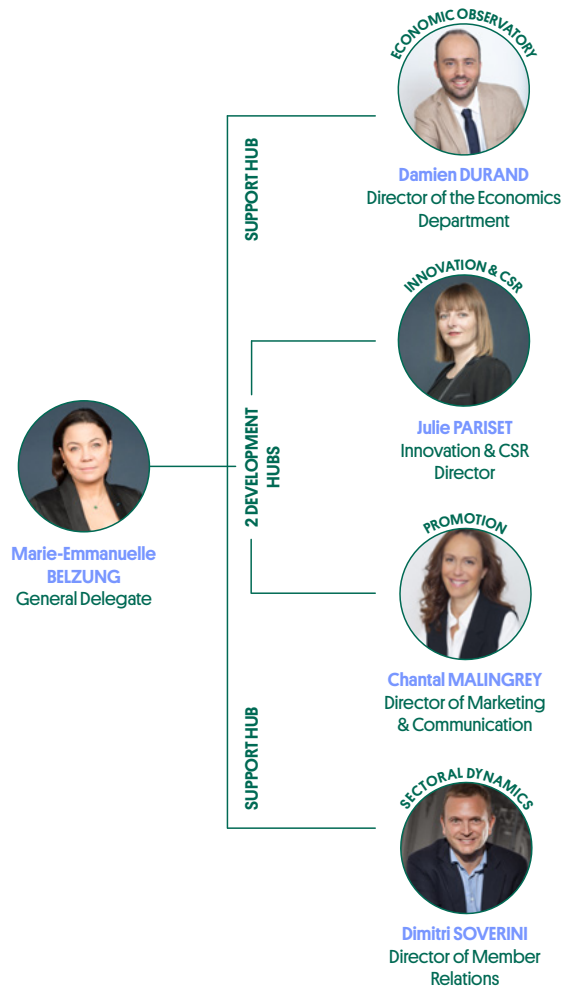 Marie-Emmanuelle
BELZUNG
General Delegate
SUPPORT HUB
ECONOMIC OBSERVATORY
Damien DURAND
Director of the Economics
Department
2 DEVELOPMENT
HUBS
INNOVATION & CSR
Julie PARISET
Innovation & CSR
Director
PROMOTION
Chantal MALINGREY
Director of Marketing
& Communication
SUPPORT HUB
SECTORAL DYNAMICS
Dimitri SOVERINI
Director of Member
Relations